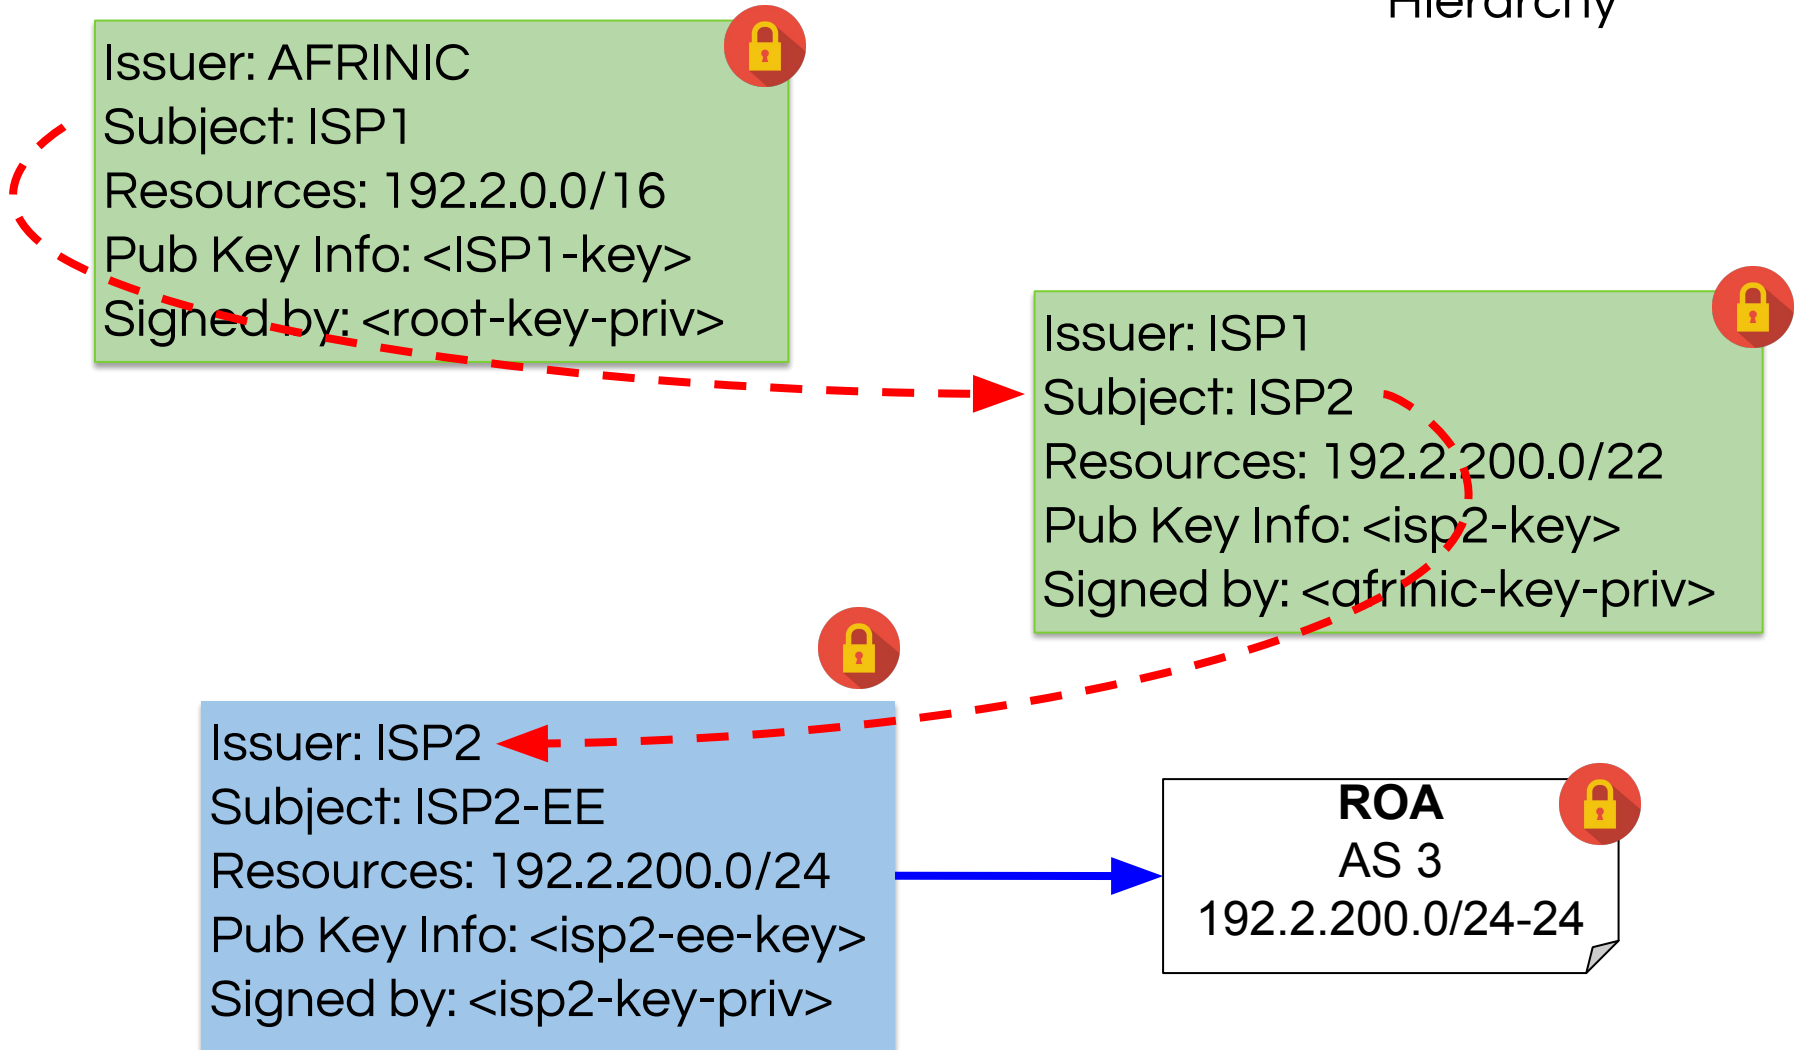 Hierarchy
Issuer: AFRINIC
Subject: ISP1
Resources: 192.2.0.0/16
Pub Key Info: <ISP1-key>
Signed by: <root-key-priv>
Issuer: ISP1
Subject: ISP2
Resources: 192.2.200.0/22
Pub Key Info: <isp2-key>
Signed by: <afrinic-key-priv>
Issuer: ISP2
Subject: ISP2-EE
Resources: 192.2.200.0/24
Pub Key Info: <isp2-ee-key>
Signed by: <isp2-key-priv>
ROA
AS 3
192.2.200.0/24-24